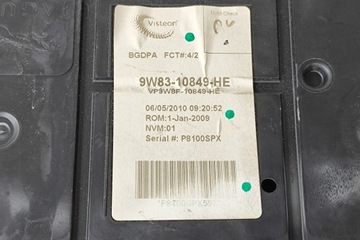 Visteon
OK
BGDPA FCT#:4/2
9W83-10849-HE
VP9W8F-10849-HE
06/05/2010 09:20:52
ROM:1-Jan-2009
NVM:01
Serial #: P8100SPX